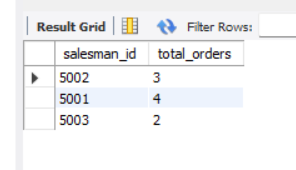 Result Grid Filter Rows:
salesman_id total_orders
5002 3
5001 4
5003 2